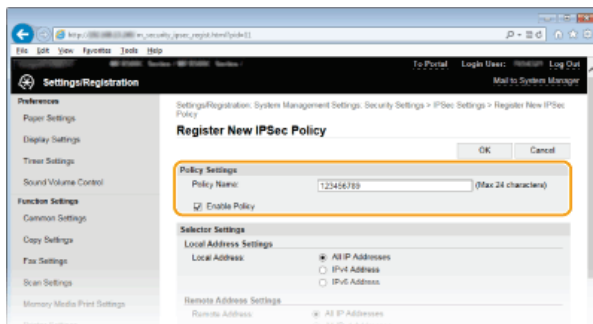 m_security_ipsec_regist.html?pide11
File Edit View Favorites Tools Help
To Portal Login User: Log Out
Settings/Registration
Mail to System Manager
Preferences
Paper Settings
Display Settings
Timer Settings
Sound Volume Control
Function Settings
Common Settings
Copy Settings
Fax Settings
Scan Settings
Memory Media Print Settings
Settings/Registration: System Management Settings: Security Settings > IPSec Settings > Register New IPSec
Policy
Register New IPSec Policy
OK Cancel
Policy Settings
Policy Name: 123456789 (Max 24 characters)
Enable Policy
Selector Settings
Local Address Settings
Local Address: All IP Addresses
IPv4 Address
IPv6 Address
Remote Address Settings
Remote Address: All IP Addresses